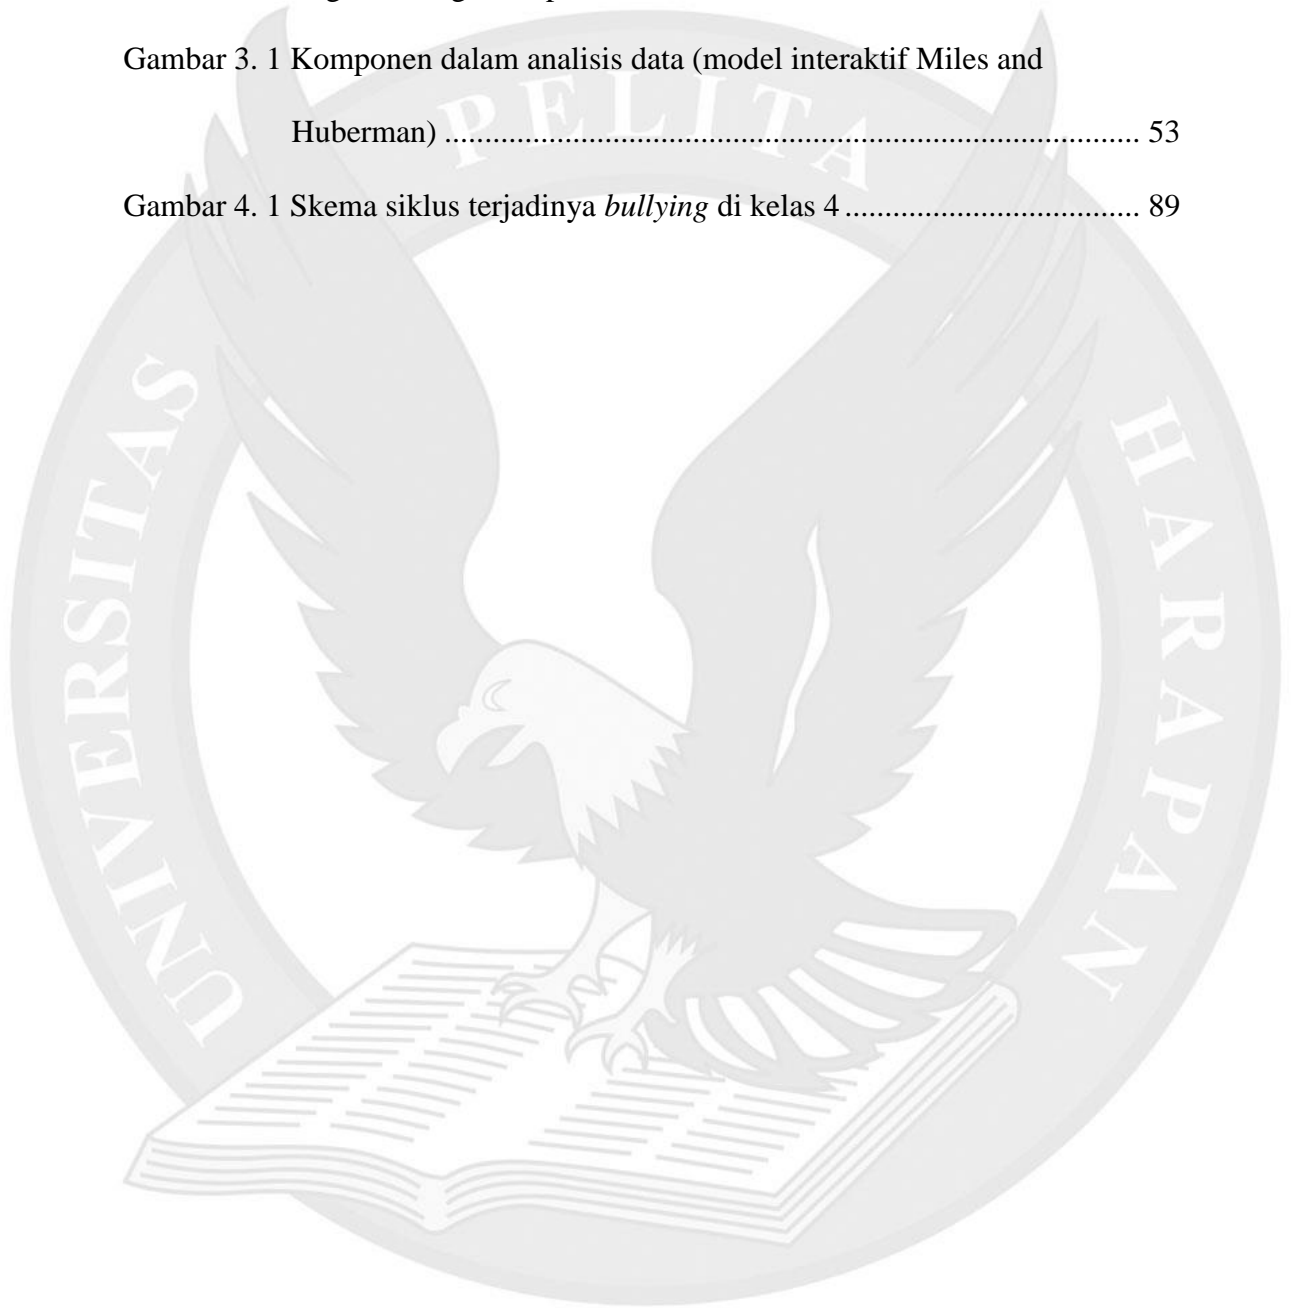 Gambar 3. 1 Komponen dalam analisis data (model interaktif Miles and
Huberman) ....................................................................................... 53
Gambar 4. 1 Skema siklus terjadinya bullying di kelas 4 ..................................... 89
UNIVERSITAS PELITA HARAPAN